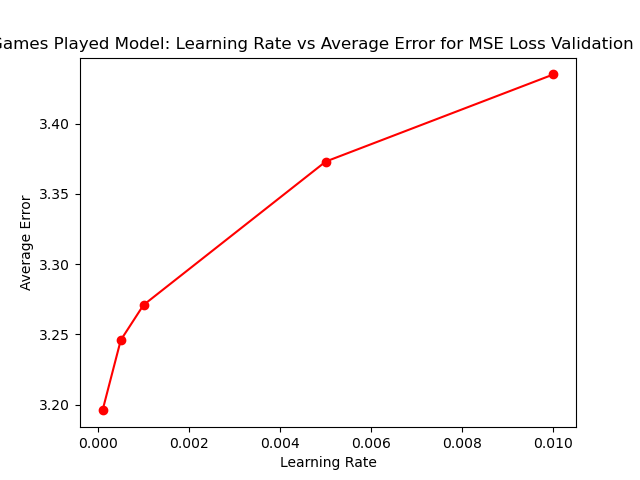 Games Played Model: Learning Rate vs Average Error for MSE Loss Validation
3.40
3.35
3.30
3.25
3.20
Average Error
0.000 0.002 0.004 0.006 0.008 0.010
Learning Rate